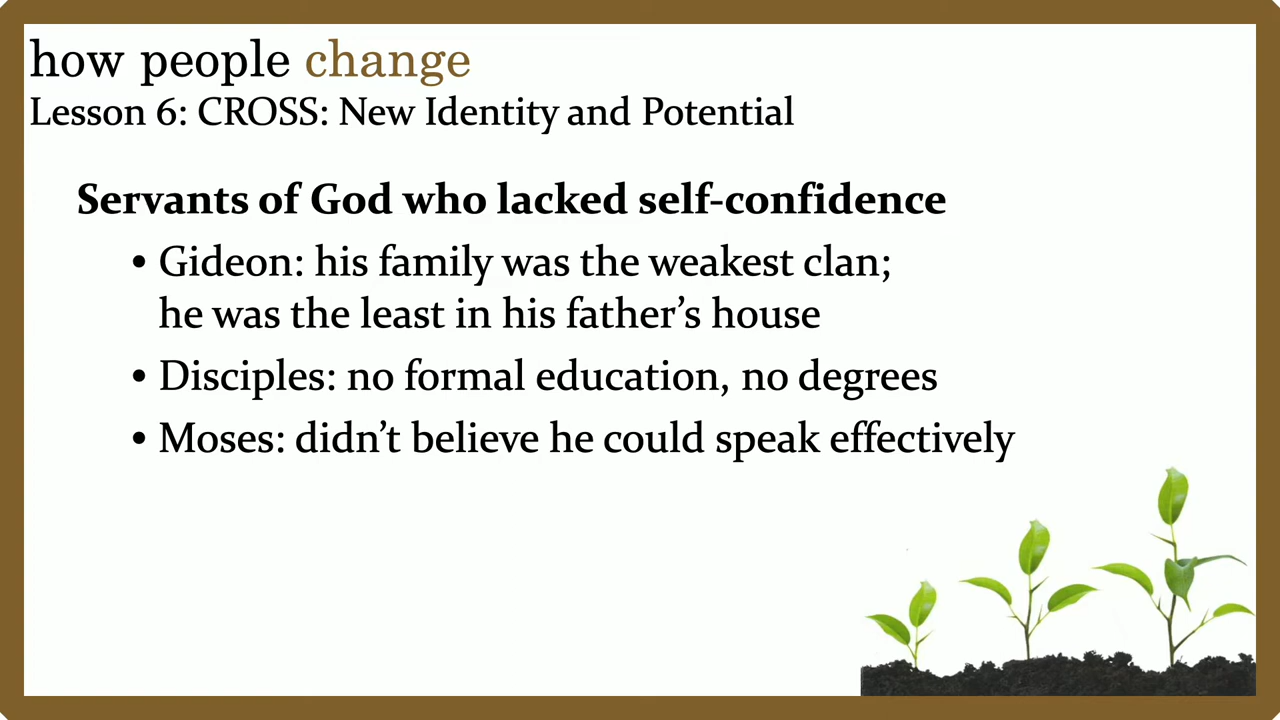 how people change
Lesson 6: CROSS: New Identity and Potential
Servants of God who lacked self-confidence
• Gideon: his family was the weakest clan;
he was the least in his father’s house
• Disciples: no formal education, no degrees
• Moses: didn’t believe he could speak effectively